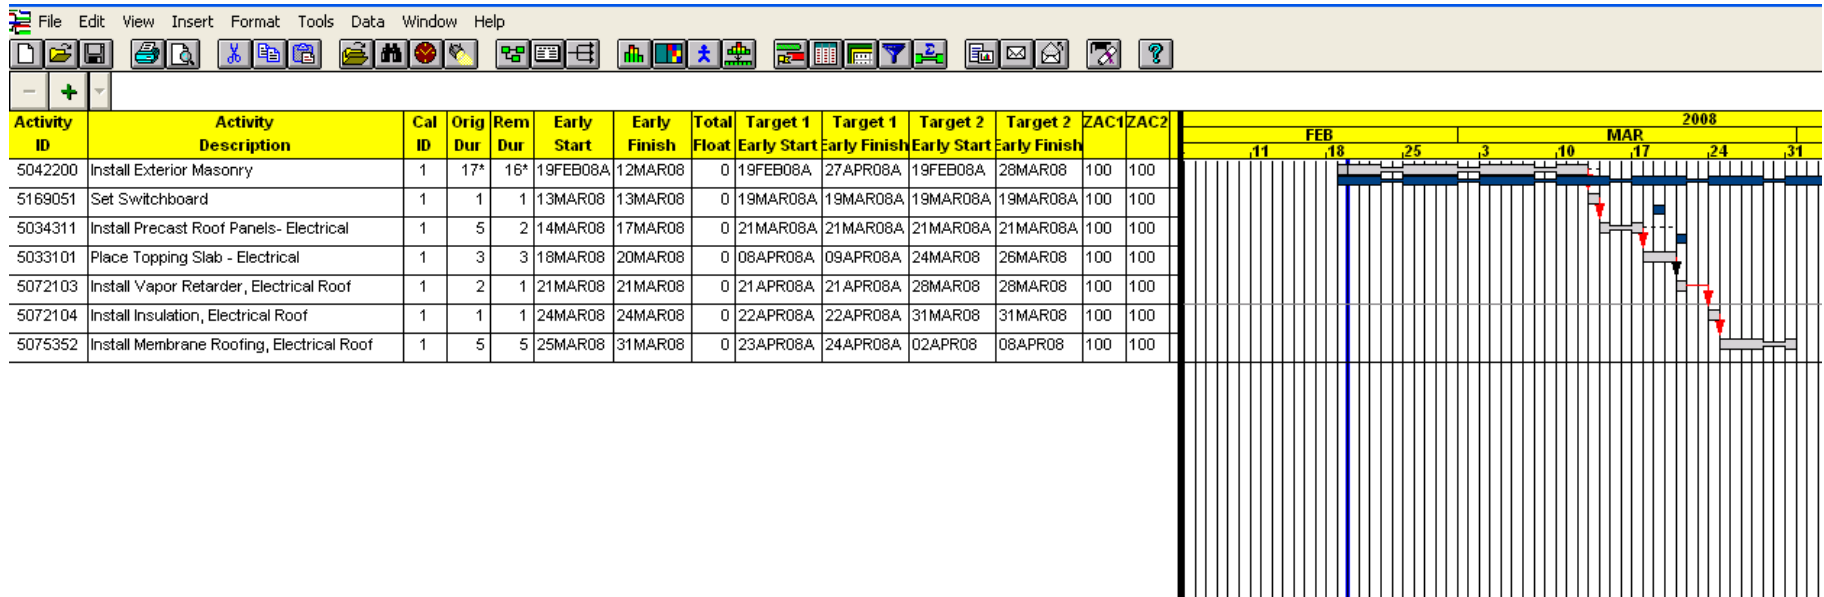 File Edit View Insert Format Tools Data Window Help
Activity ID Activity Description Cal ID Orig Dur Rem Dur Early Start Early Finish Total Float Target 1 Early Start Target 1 Early Finish Target 2 Early Start Target 2 Early Finish ZAC1 ZAC2
2008
FEB MAR
11 18 25 3 10 17 24 31
5042200 Install Exterior Masonry 1 17* 16* 19FEB08A 12MAR08 0 19FEB08A 27APR08A 19FEB08A 28MAR08 100 100
5169051 Set Switchboard 1 1 1 13MAR08 13MAR08 0 19MAR08A 19MAR08A 19MAR08A 19MAR08A 100 100
5034311 Install Precast Roof Panels- Electrical 1 5 2 14MAR08 17MAR08 0 21MAR08A 21MAR08A 21MAR08A 21MAR08A 100 100
5033101 Place Topping Slab - Electrical 1 3 3 18MAR08 20MAR08 0 08APR08A 09APR08A 24MAR08 26MAR08 100 100
5072103 Install Vapor Retarder, Electrical Roof 1 2 1 21MAR08 21MAR08 0 21APR08A 21APR08A 28MAR08 28MAR08 100 100
5072104 Install Insulation, Electrical Roof 1 1 1 24MAR08 24MAR08 0 22APR08A 22APR08A 31MAR08 31MAR08 100 100
5075352 Install Membrane Roofing, Electrical Roof 1 5 5 25MAR08 31MAR08 0 23APR08A 24APR08A 02APR08 08APR08 100 100